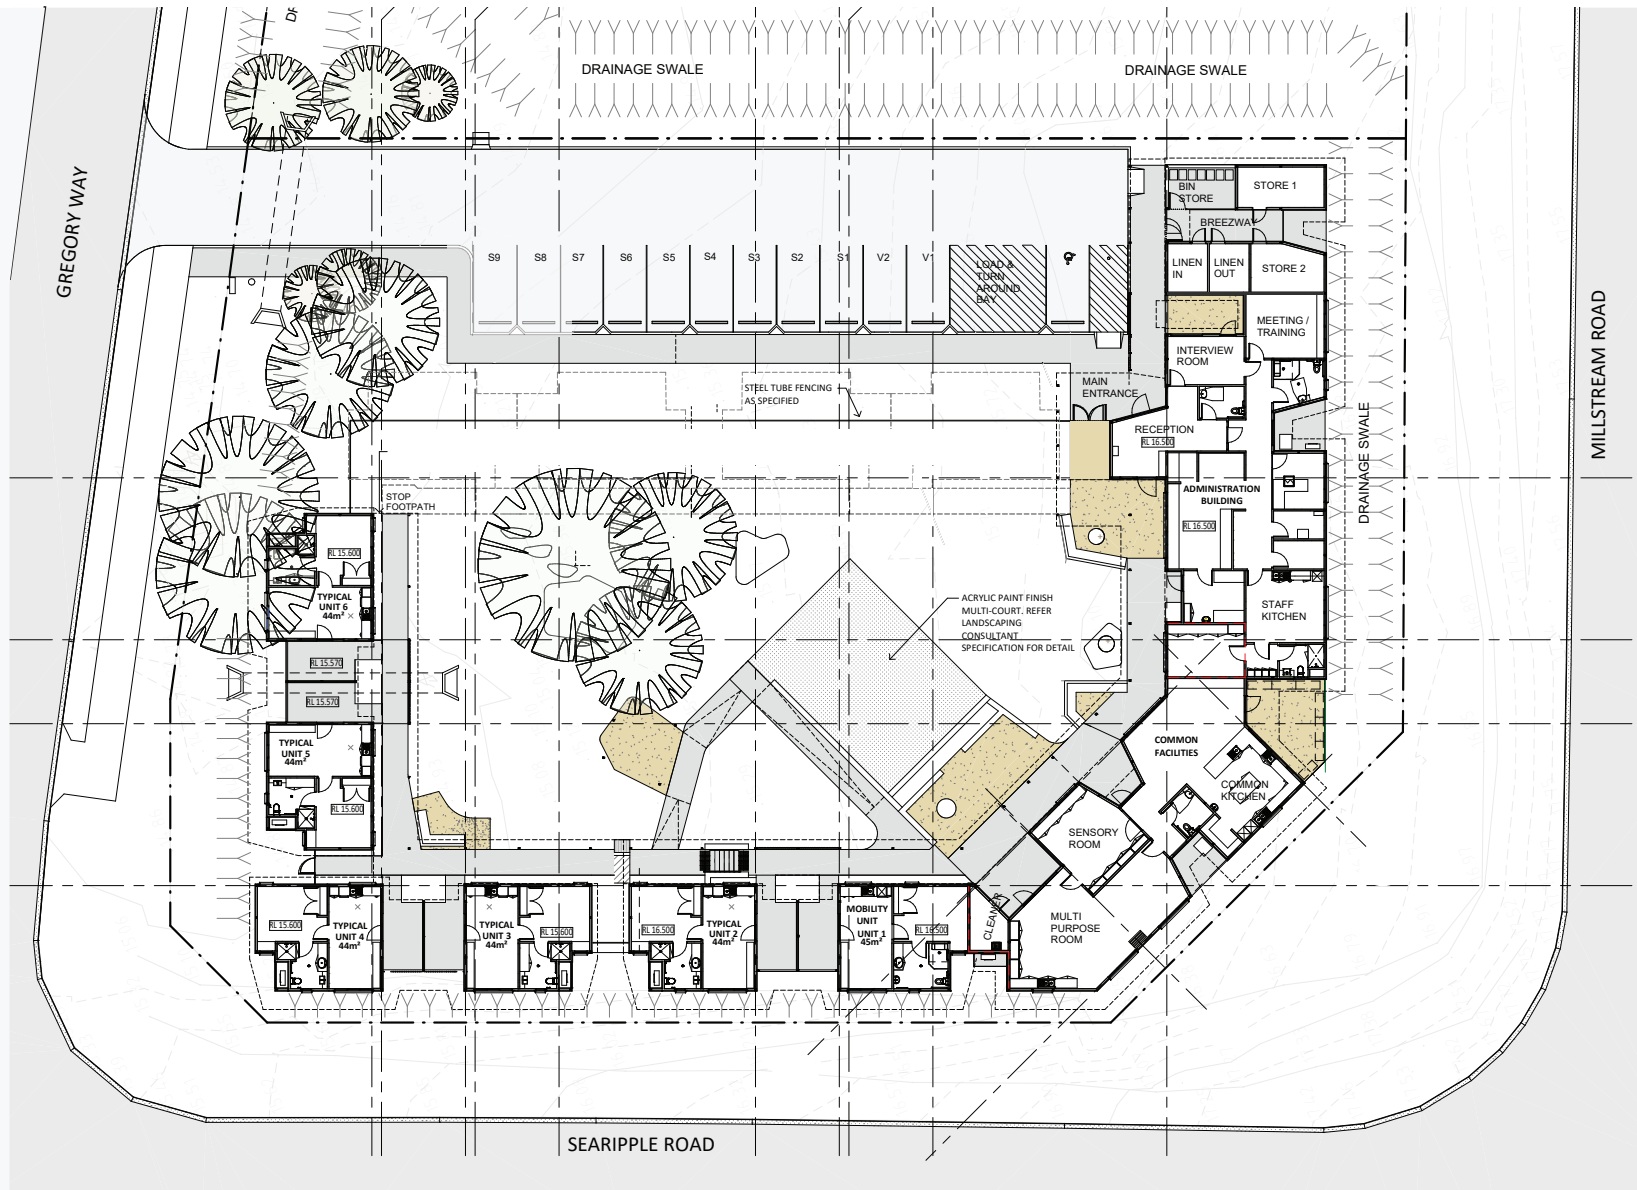 DR
DRAINAGE SWALE
DRAINAGE SWALE
GREGORY WAY
MILLSTREAM ROAD
BIN
STORE
STORE 1
BREEZWAY
LINEN
IN
LINEN
OUT
STORE 2
S9
S8
S7
S6
S5
S4
S3
S2
S1
V2
V1
LOAD &
TURN
AROUND
BAY
MEETING /
TRAINING
INTERVIEW
ROOM
MAIN
ENTRANCE
STEEL TUBE FENCING
AS SPECIFIED
RECEPTION
RL 16.500
DRAINAGE SWALE
ADMINISTRATION
BUILDING
RL 16.500
STOP
FOOTPATH
RL 15.600
TYPICAL
UNIT 6
44m²
ACRYLIC PAINT FINISH
MULTI-COURT. REFER
LANDSCAPING
CONSULTANT
SPECIFICATION FOR DETAIL
STAFF
KITCHEN
RL 15.570
RL 15.570
TYPICAL
UNIT 5
44m²
RL 15.600
COMMON
FACILITIES
COMMON
KITCHEN
SENSORY
ROOM
RL 15.600
TYPICAL
UNIT 4
44m²
TYPICAL
UNIT 3
44m²
RL 15.600
RL 16.500
TYPICAL
UNIT 2
44m²
MOBILITY
UNIT
UNIT 1
45m²
RL 16.500
CLEANER
MULTI
PURPOSE
ROOM
SEARIPPLE ROAD